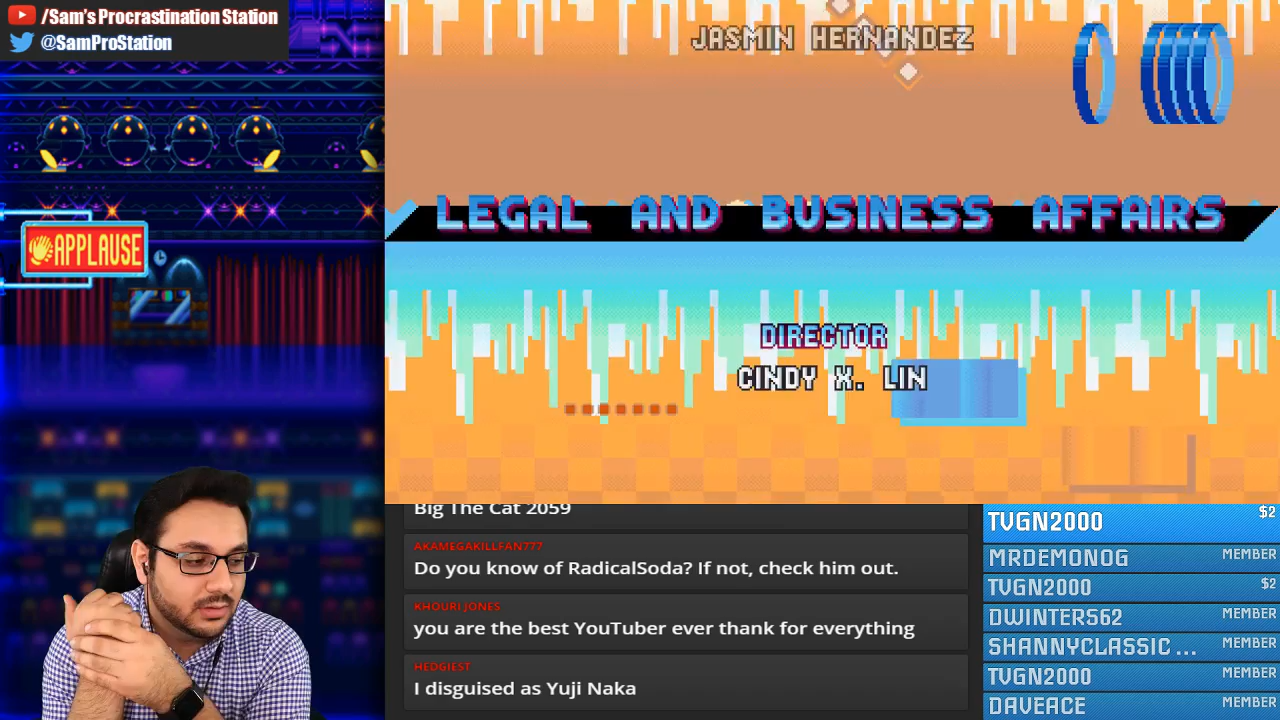 /Sam's Procrastination Station
@SamProStation
APPLAUSE
JASMIN HERNANDEZ
LEGAL AND BUSINESS AFFAIRS
DIRECTOR
CINDY X. LIN
Big The Cat 2059
AKAMEGAKILLFAN777
Do you know of RadicalSoda? If not, check him out.
KHOURI JONES
you are the best YouTuber ever thank for everything
HEDGIEST
I disguised as Yuji Naka
TVGN2000 $2
MRDEMONOG MEMBER
TVGN2000 $2
DWINTER562 MEMBER
SHANNYCLASSIC ... MEMBER
TVGN2000 MEMBER
DAVEACE MEMBER